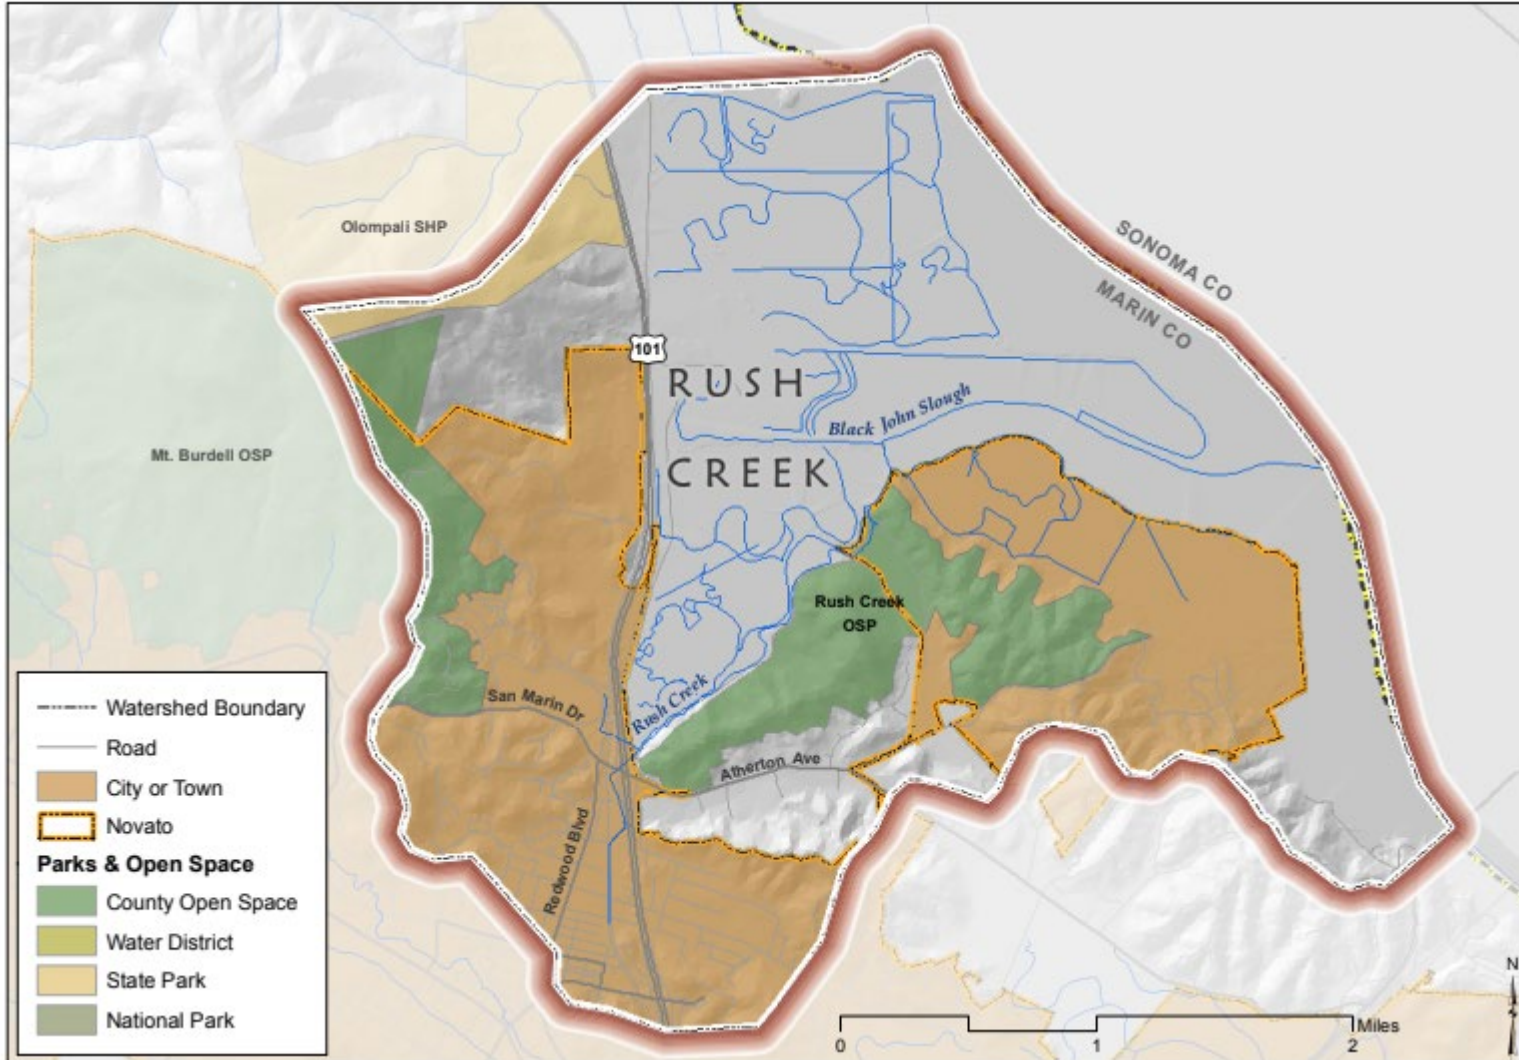 Olompali SHP
SONOMA CO
MARIN CO
101
RUSH
CREEK
Black John Slough
Mt. Burdell OSP
Rush Creek
OSP
San Marin Dr
Rush Creek
Atherton Ave
Redwood Blvd
Watershed Boundary
Road
City or Town
Novato
Parks & Open Space
County Open Space
Water District
State Park
National Park
N
Miles
0 1 2